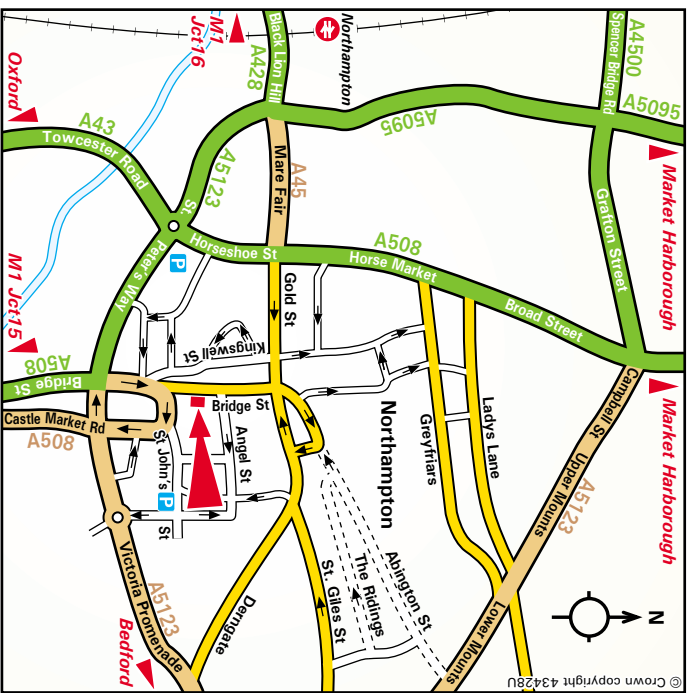 M1
Jct16
A428
Black Lion Hill
Northampton
Spencer Bridge Rd
A4500
A5095
Oxford
A43
Towcester Road
A5123
St.
Peter's Way
Mare Fair
A45
A5095
Grafton Street
Market Harborough
M1 Jct15
P
Horseshoe St
A508
Horse Market
Broad Street
Gold St
Kingswell St
A508
Bridge St
Castle Market Rd
A508
Bridge St
Angel St
St John's
P
St
Northampton
Greyfriars
Ladys Lane
Campbell St
Market Harborough
Upper Mounts
A5123
Lower Mounts
Victoria Promenade
A5123
Bedford
Derngate
St. Giles St
The Ridings
Abington St
N
© Crown copyright 43428U